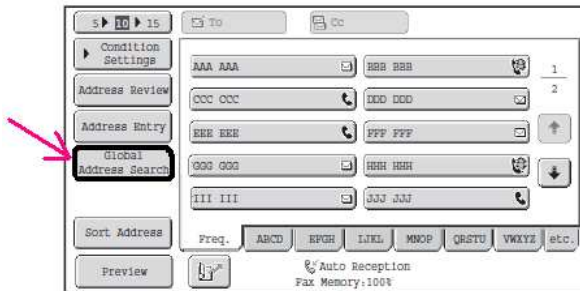 5 10 15
To
Cc
Condition
Settings
Address Review
Address Entry
Global
Address Search
Sort Address
Preview
AAA AAA
BBB BBB
CCC CCC
DDD DDD
EEE EEE
FFF FFF
GGG GGG
HHH HHH
III III
JJJ JJJ
1
2
Freq.
ABCD
EFGH
IJKL
MNOP
QRSTU
VWXYZ
etc.
Auto Reception
Fax Memory:100%